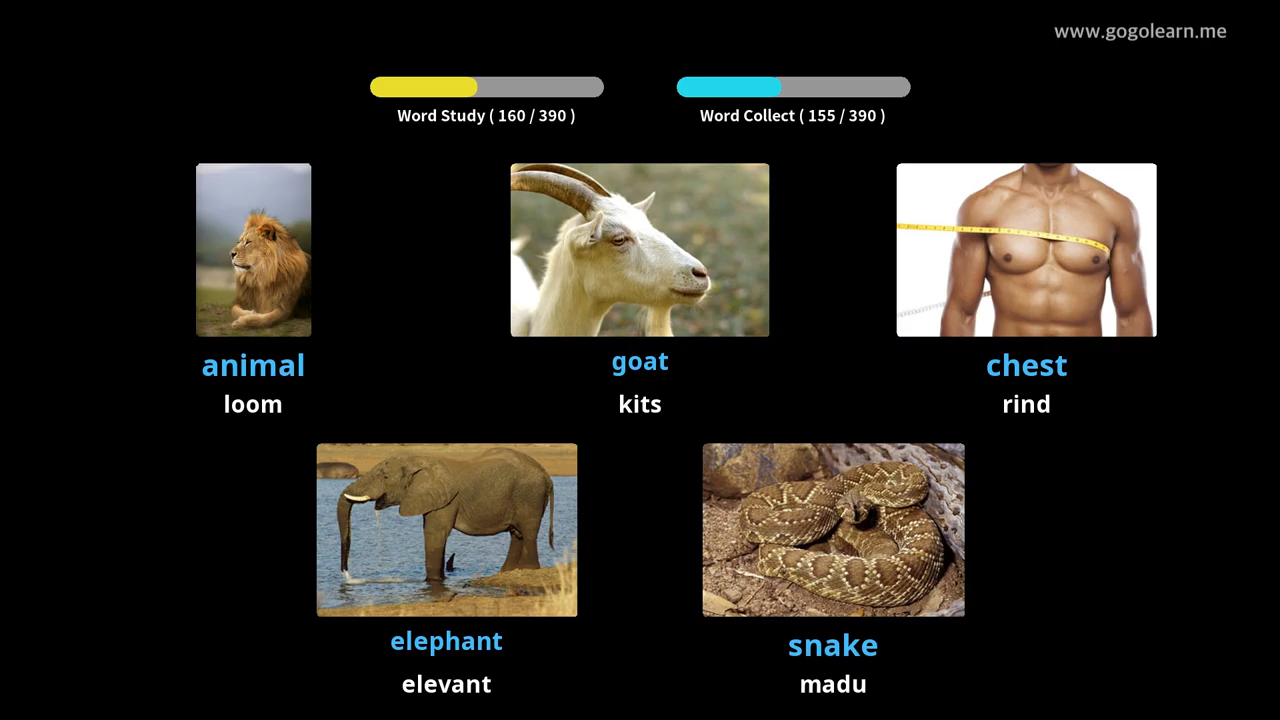 www.gogolearn.me
Word Study ( 160 / 390 )
Word Collect ( 155 / 390 )
animal
loom
goat
kits
chest
rind
elephant
elevant
snake
madu